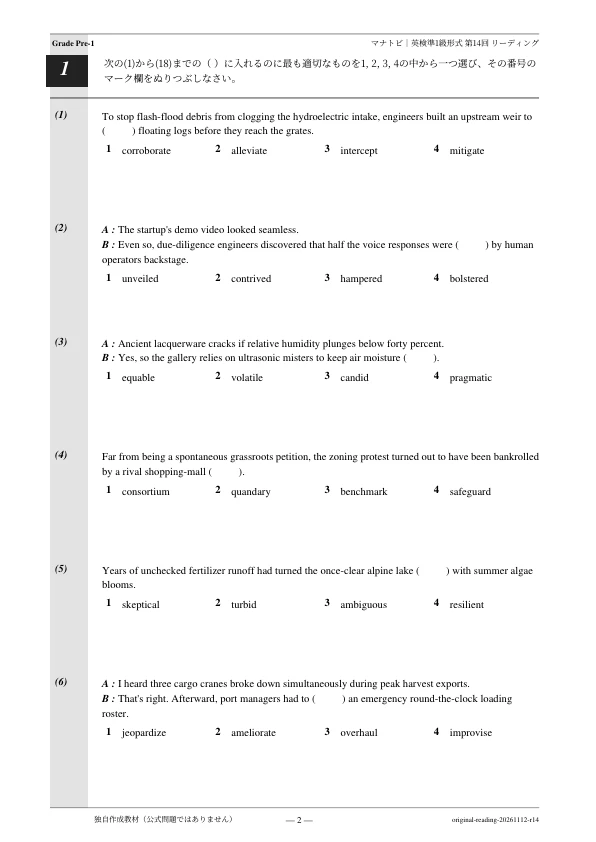 Grade Pre-1 マナトビ｜英検準1級形式 第14回 リーディング
1 次の(1)から(18)までの（ ）に入れるのに最も適切なものを1, 2, 3, 4の中から一つ選び、その番号の
マーク欄をぬりつぶしなさい。
(1) To stop flash-flood debris from clogging the hydroelectric intake, engineers built an upstream weir to
( ) floating logs before they reach the grates.
1 corroborate 2 alleviate 3 intercept 4 mitigate
(2) A : The startup's demo video looked seamless.
B : Even so, due-diligence engineers discovered that half the voice responses were ( ) by human
operators backstage.
1 unveiled 2 contrived 3 hampered 4 bolstered
(3) A : Ancient lacquerware cracks if relative humidity plunges below forty percent.
B : Yes, so the gallery relies on ultrasonic misters to keep air moisture ( ).
1 equable 2 volatile 3 candid 4 pragmatic
(4) Far from being a spontaneous grassroots petition, the zoning protest turned out to have been bankrolled
by a rival shopping-mall ( ).
1 consortium 2 quandary 3 benchmark 4 safeguard
(5) Years of unchecked fertilizer runoff had turned the once-clear alpine lake ( ) with summer algae
blooms.
1 skeptical 2 turbid 3 ambiguous 4 resilient
(6) A : I heard three cargo cranes broke down simultaneously during peak harvest exports.
B : That's right. Afterward, port managers had to ( ) an emergency round-the-clock loading
roster.
1 jeopardize 2 ameliorate 3 overhaul 4 improvise
独自作成教材（公式問題ではありません） — 2 — original-reading-20261112-r14